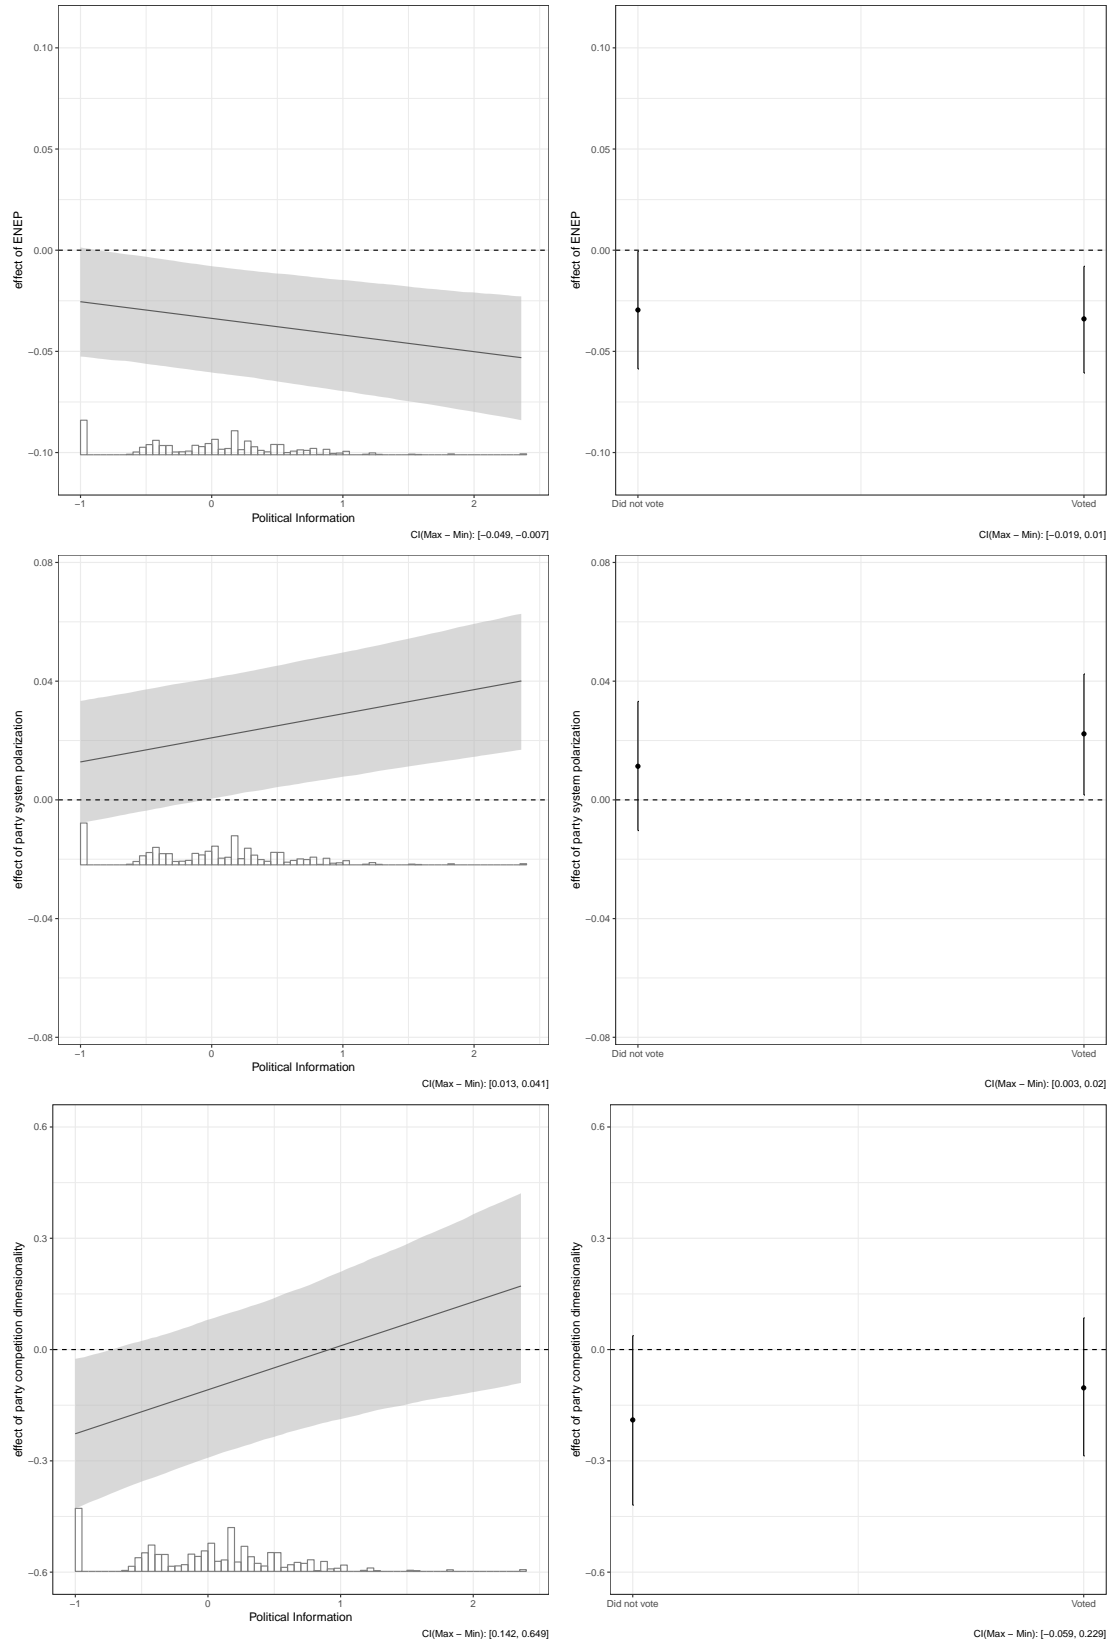 0.10
0.05
0.00
−0.05
−0.10
effect of ENEP
−1
0
1
2
Political Information
CI(Max − Min): [−0.049, −0.007]
0.10
0.05
0.00
−0.05
−0.10
effect of ENEP
Did not vote
Voted
CI(Max − Min): [−0.019, 0.01]
0.08
0.04
0.00
−0.04
−0.08
effect of party system polarization
−1
0
1
2
Political Information
CI(Max − Min): [0.013, 0.041]
0.08
0.04
0.00
−0.04
−0.08
effect of party system polarization
Did not vote
Voted
CI(Max − Min): [0.003, 0.02]
0.6
0.3
0.0
−0.3
−0.6
effect of party competition dimensionality
−1
0
1
2
Political Information
CI(Max − Min): [0.142, 0.649]
0.6
0.3
0.0
−0.3
−0.6
effect of party competition dimensionality
Did not vote
Voted
CI(Max − Min): [−0.059, 0.229]